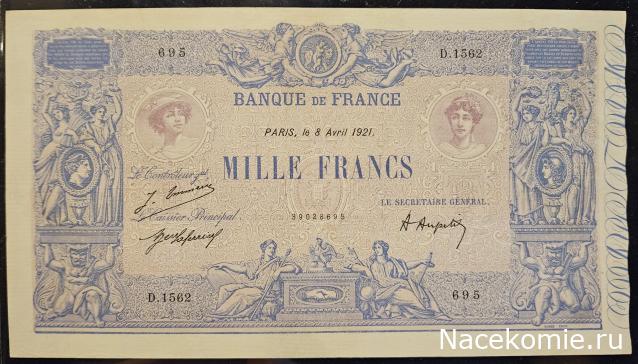 695 D.1562
BANQUE DE FRANCE
PARIS, le 8 Avril 1921.
MILLE FRANCS
Le Contrôleur gal
LE SECRÉTAIRE GÉNÉRAL,
Le Caissier Principal
39028695
D.1562 695
Nacekomie.ru